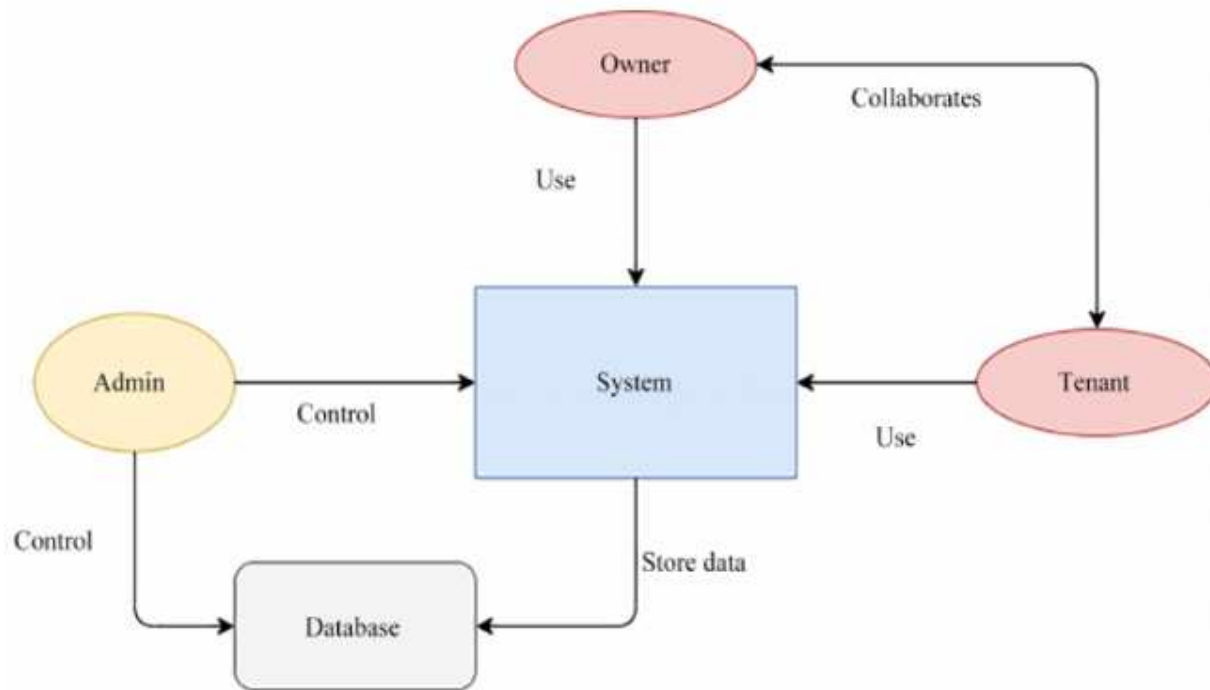 Owner
Collaborates
Use
Admin
Control
System
Tenant
Use
Control
Store data
Database